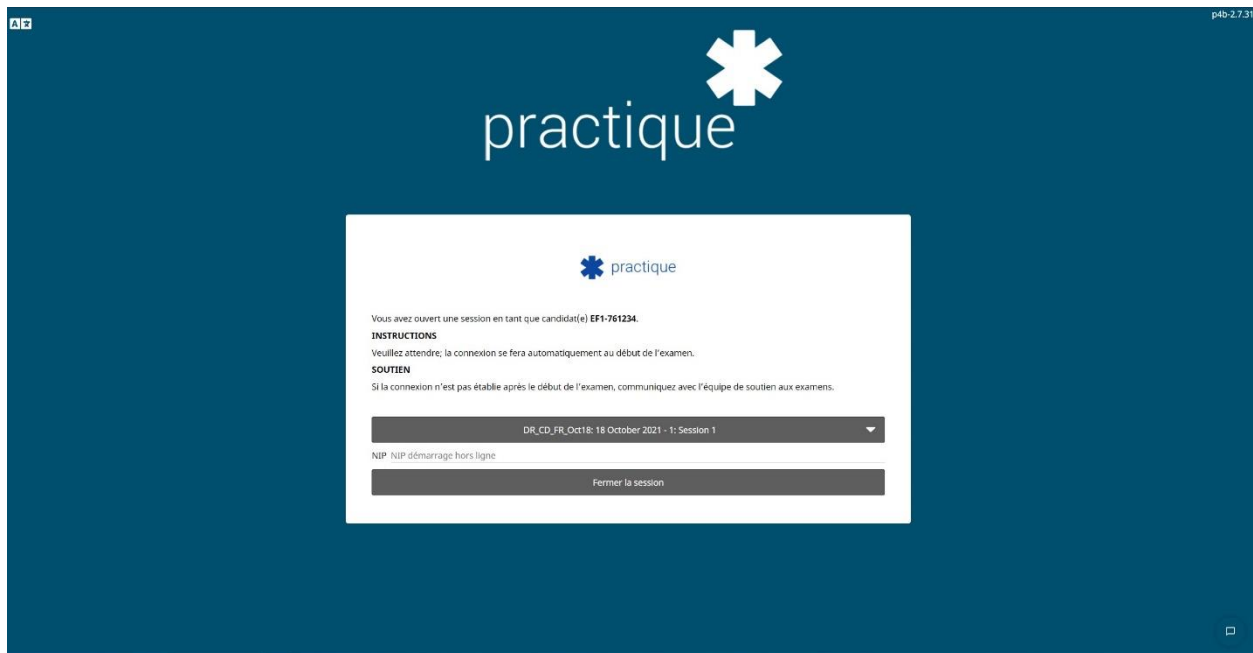 p4b-2.7.31
practique
practique
Vous avez ouvert une session en tant que candidat(e) EF1-761234.
INSTRUCTIONS
Veuillez attendre; la connexion se fera automatiquement au début de l'examen.
SOUTIEN
Si la connexion n'est pas établie après le début de l'examen, communiquez avec l'équipe de soutien aux examens.
DR_CD_FR_Oct18: 18 October 2021 - 1: Session 1
NIP NIP démarrage hors ligne
Fermer la session